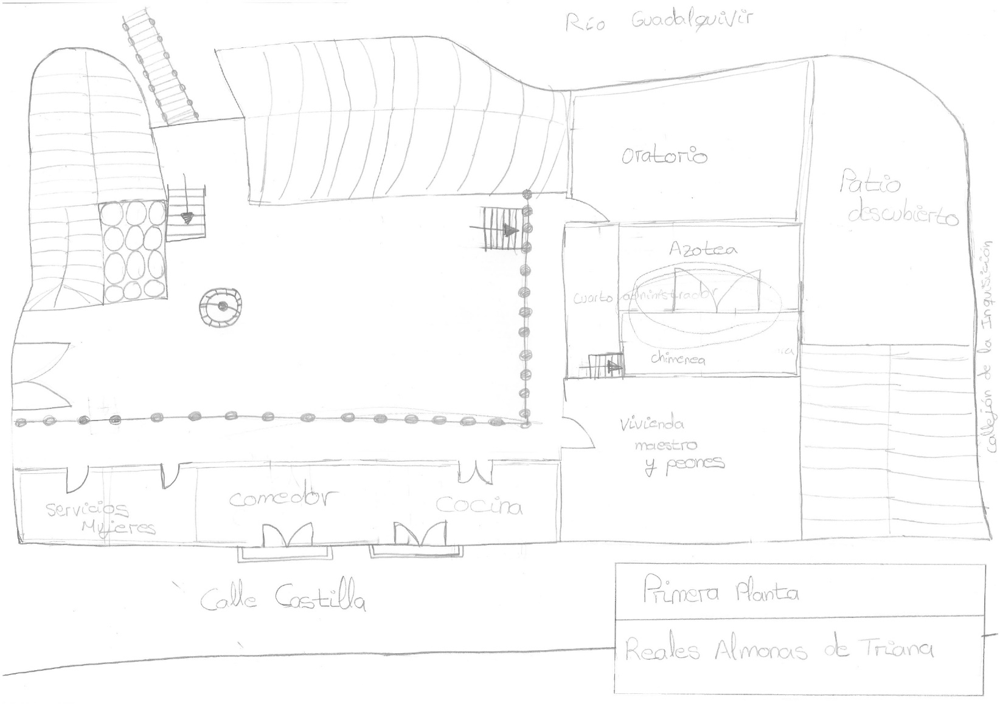 Río Guadalquivir
Oratorio
Patio
descubierto
Azotea
cuarto administrador
chimenea
Callejón de la Inquisición
Vivienda
maestro
y peones
Servicios
Mujeres
Comedor
Cocina
Calle Castilla
Primera Planta
Reales Almonas de Triana